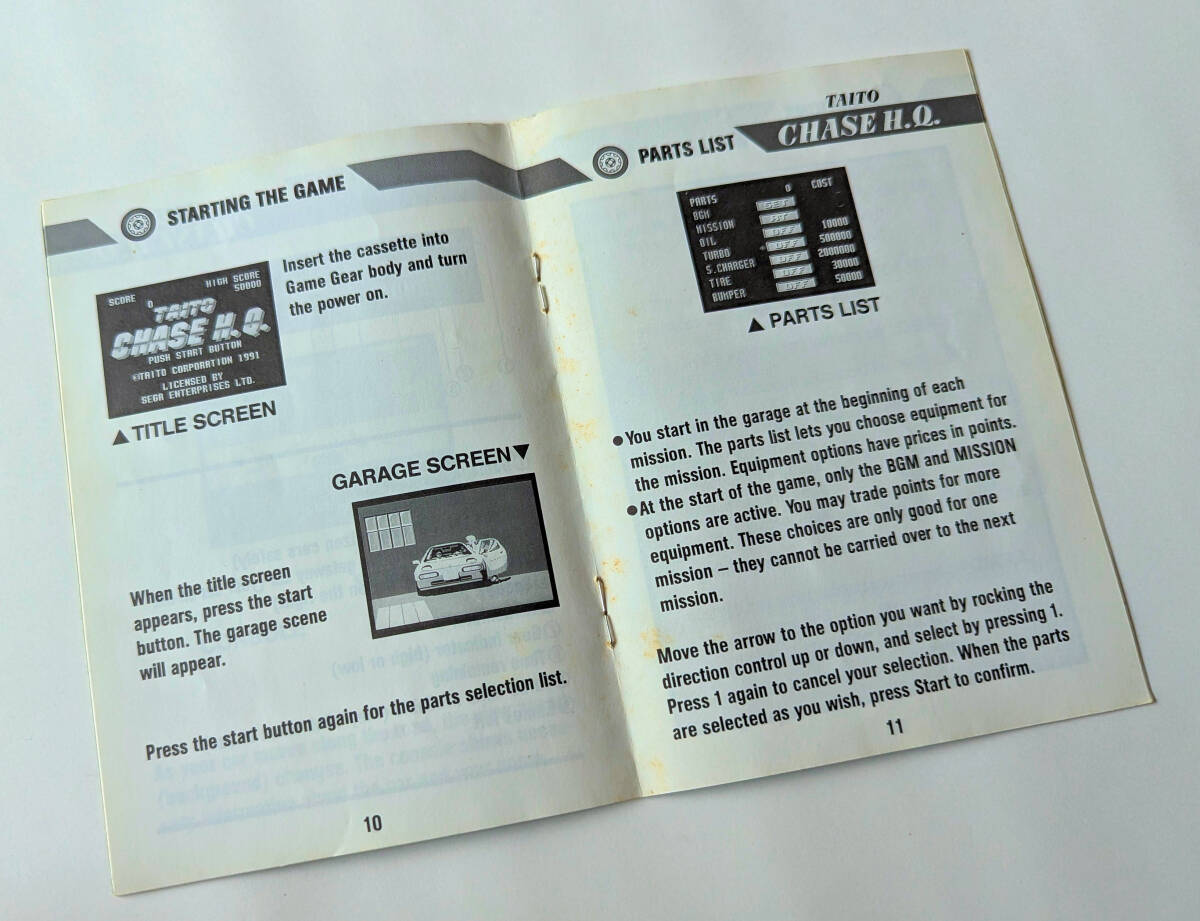 STARTING THE GAME
Insert the cassette into
Game Gear body and turn
the power on.
SCORE 0
HIGH SCORE
50000
TAITO
CHASE H.Q.
PUSH START BUTTON
©TAITO CORPORATION 1991
LICENSED BY
SEGA ENTERPRISES LTD.
▲TITLE SCREEN
GARAGE SCREEN▼
When the title screen
appears, press the start
button. The garage scene
will appear.
Press the start button again for the parts selection list.
10
TAITO
CHASE H.Q.
PARTS LIST
PARTS 0 COST
BGM SET
MISSION AT
OIL OFF 10000
TURBO OFF 500000
S.CHARGER OFF 2000000
TIRE OFF 30000
BUMPER OFF 50000
▲ PARTS LIST
●You start in the garage at the beginning of each
mission. The parts list lets you choose equipment for
the mission. Equipment options have prices in points.
●At the start of the game, only the BGM and MISSION
options are active. You may trade points for more
equipment. These choices are only good for one
mission – they cannot be carried over to the next
mission.
Move the arrow to the option you want by rocking the
direction control up or down, and select by pressing 1.
Press 1 again to cancel your selection. When the parts
are selected as you wish, press Start to confirm.
11